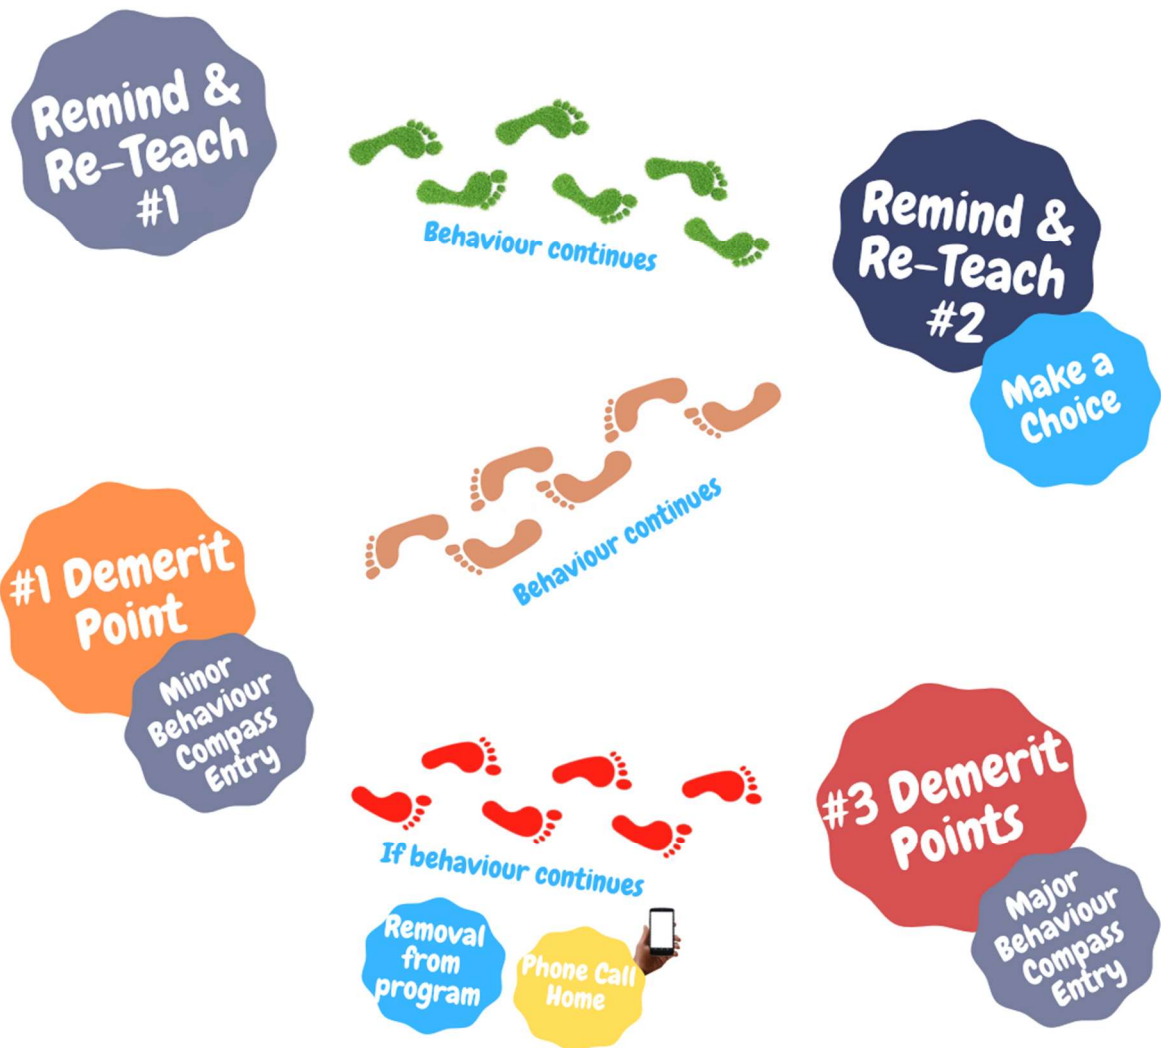 Remind &
Re-Teach
#1
Behaviour continues
Remind &
Re-Teach
#2
Make a
Choice
Behaviour continues
#1 Demerit
Point
Minor
Behaviour
Compass
Entry
If behaviour continues
Removal
from
program
Phone Call
Home
#3 Demerit
Points
Major
Behaviour
Compass
Entry